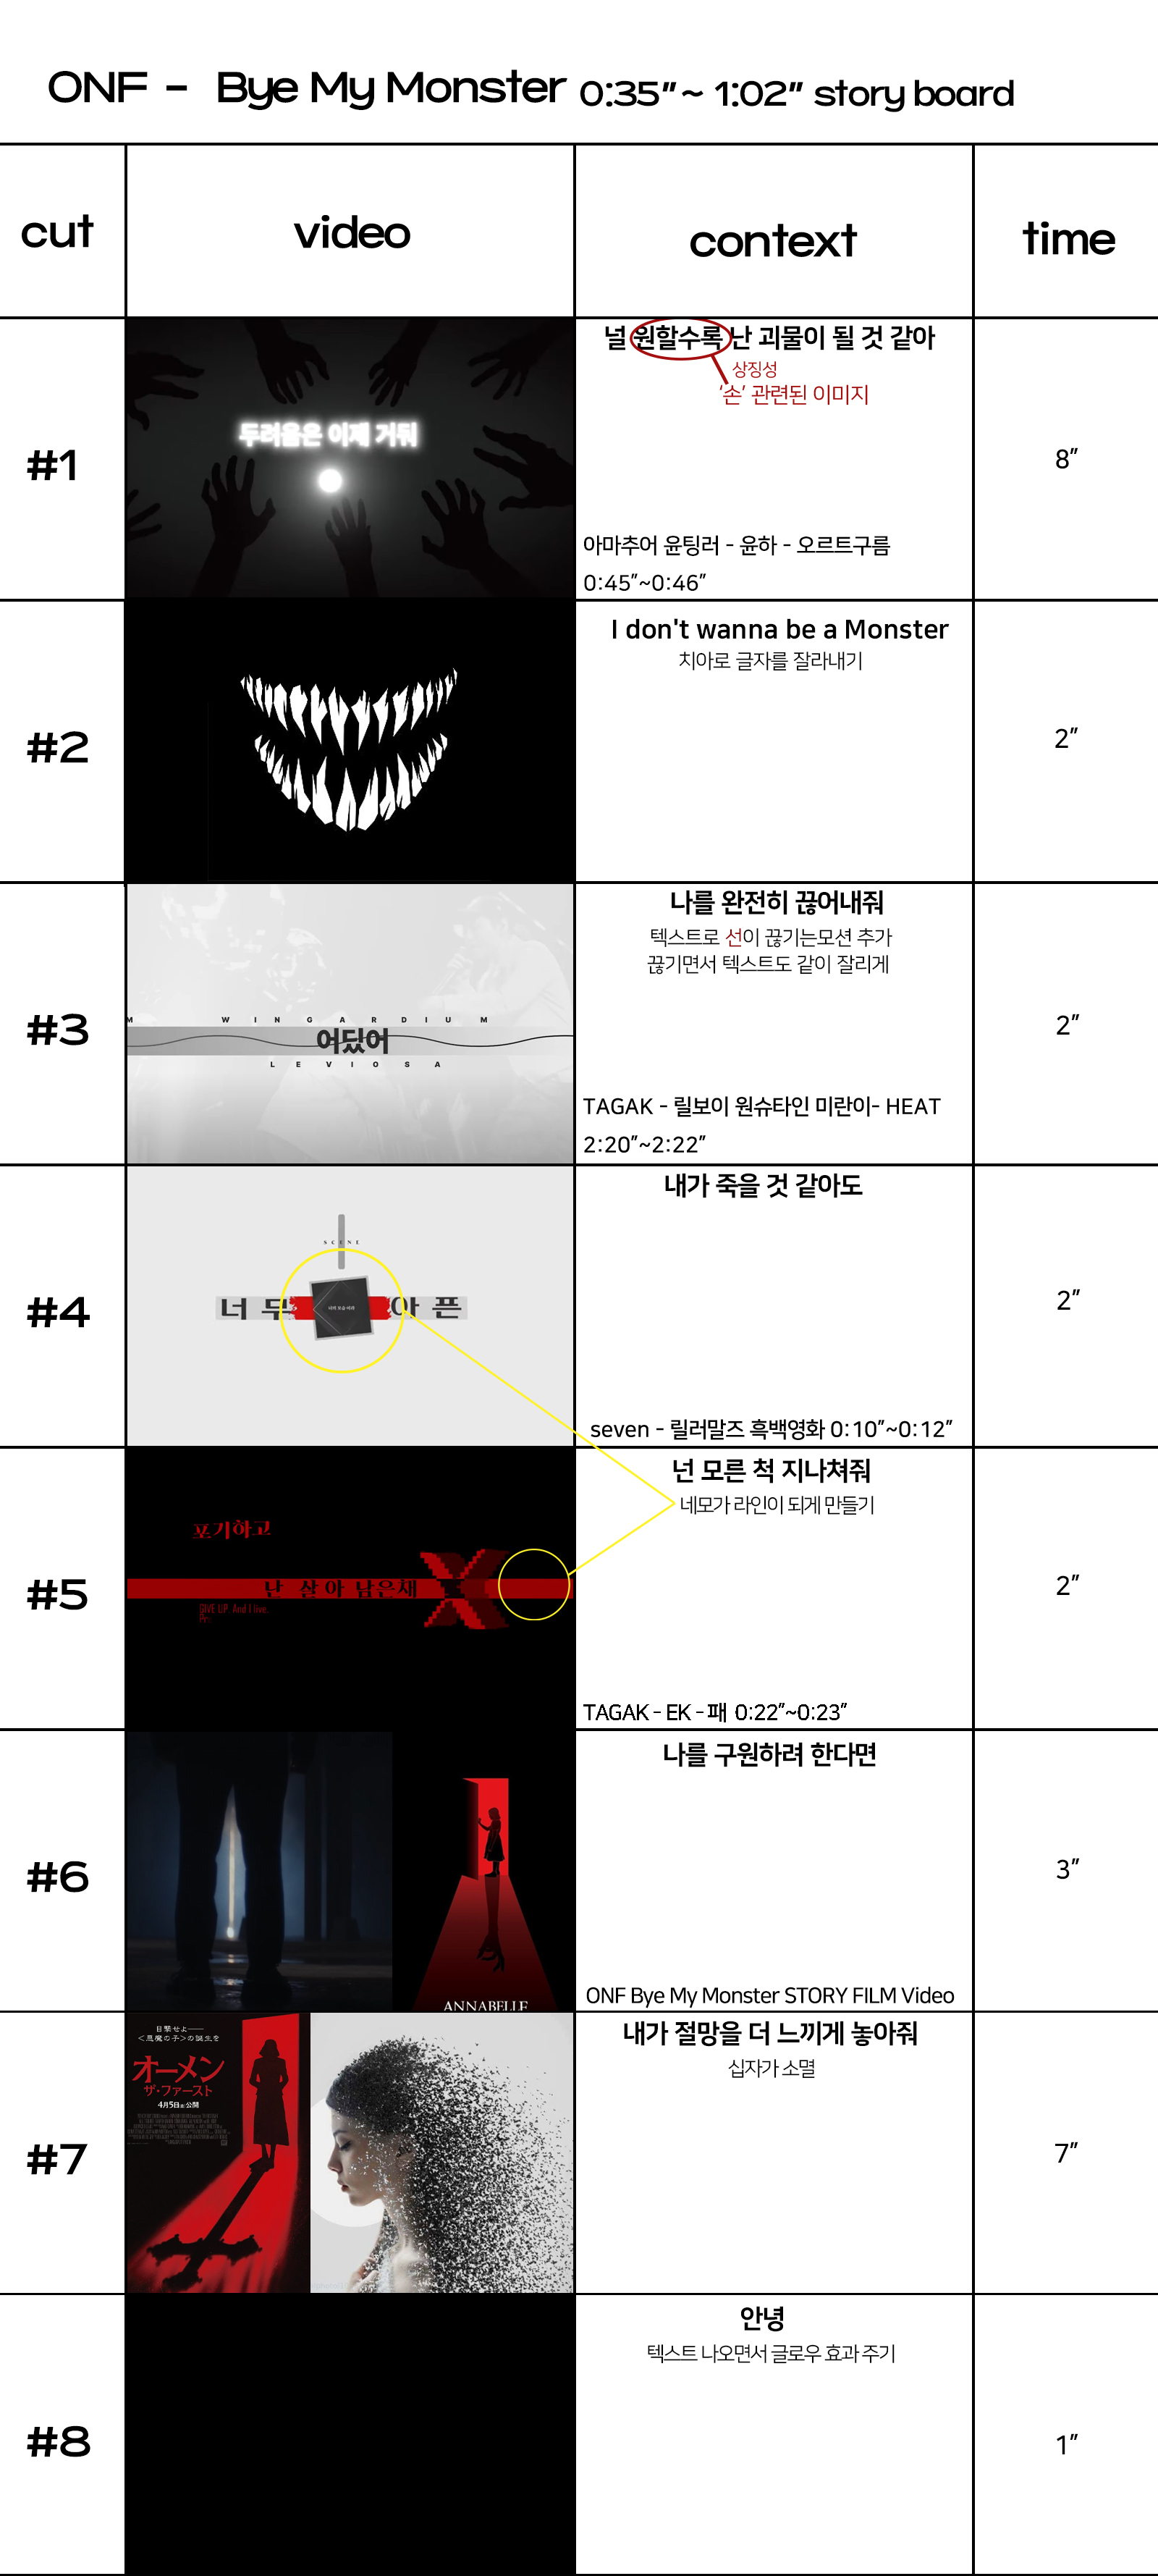 ONF - Bye My Monster 0:35”~ 1:02” story board
cut
video
context
time
#1
두려움은 이제 거둬
널 원할수록 난 괴물이 될 것 같아
상징성
‘손’ 관련된 이미지
아마추어 윤팅러 - 윤하 - 오르트구름
0:45”~0:46”
8”
#2
I don't wanna be a Monster
치아로 글자를 잘라내기
2”
#3
M WINGARDIUM
어딨어
LEVIOSA
나를 완전히 끊어내줘
텍스트로 선이 끊기는모션 추가
끊기면서 텍스트도 같이 잘리게
TAGAK - 릴보이 원슈타인 미란이- HEAT
2:20”~2:22”
2”
#4
SCENE
너무 아픈
내가 죽을 것 같아도
seven - 릴러말즈 흑백영화 0:10”~0:12”
2”
#5
포기하고
난 살아 남은채
X
GIVE UP. And I live.
넌 모른 척 지나쳐줘
네모가 라인이 되게 만들기
TAGAK - EK - 패 0:22”~0:23”
2”
#6
ANNABELLE
나를 구원하려 한다면
ONF Bye My Monster STORY FILM Video
3”
#7
目撃せよ——
＜悪魔の子＞の誕生を
オーメン
ザ・ファースト
4月5日㊎公開
내가 절망을 더 느끼게 놓아줘
십자가 소멸
7”
#8
안녕
텍스트 나오면서 글로우 효과 주기
1”